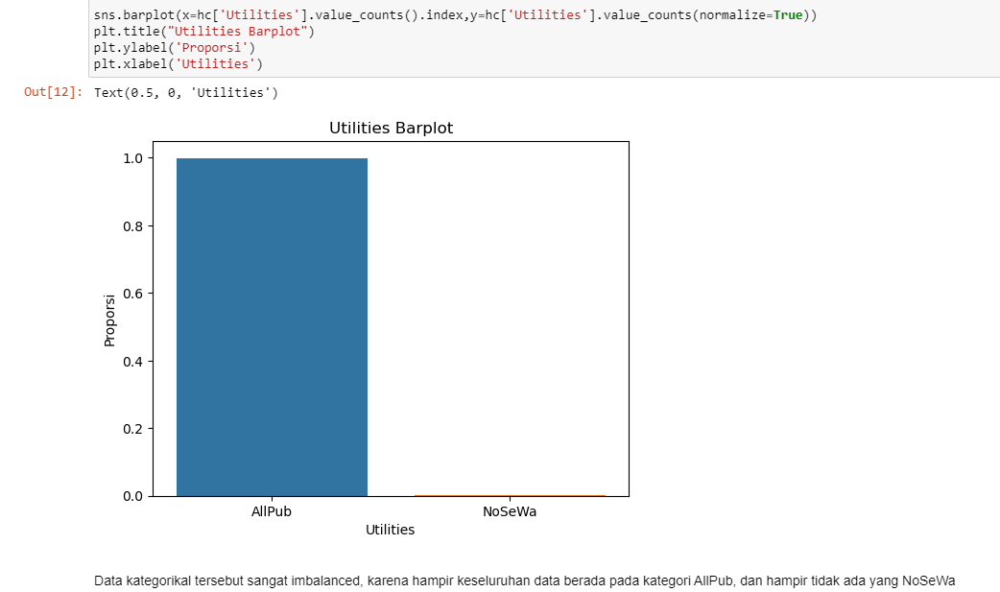 sns.barplot(x=hc['Utilities'].value_counts().index,y=hc['Utilities'].value_counts(normalize=True))
plt.title("Utilities Barplot")
plt.ylabel('Proporsi')
plt.xlabel('Utilities')
Out[12]: Text(0.5, 0, 'Utilities')
Utilities Barplot
1.0
0.8
0.6
0.4
0.2
0.0
Proporsi
AllPub NoSeWa
Utilities
Data kategorikal tersebut sangat imbalanced, karena hampir keseluruhan data berada pada kategori AllPub, dan hampir tidak ada yang NoSeWa